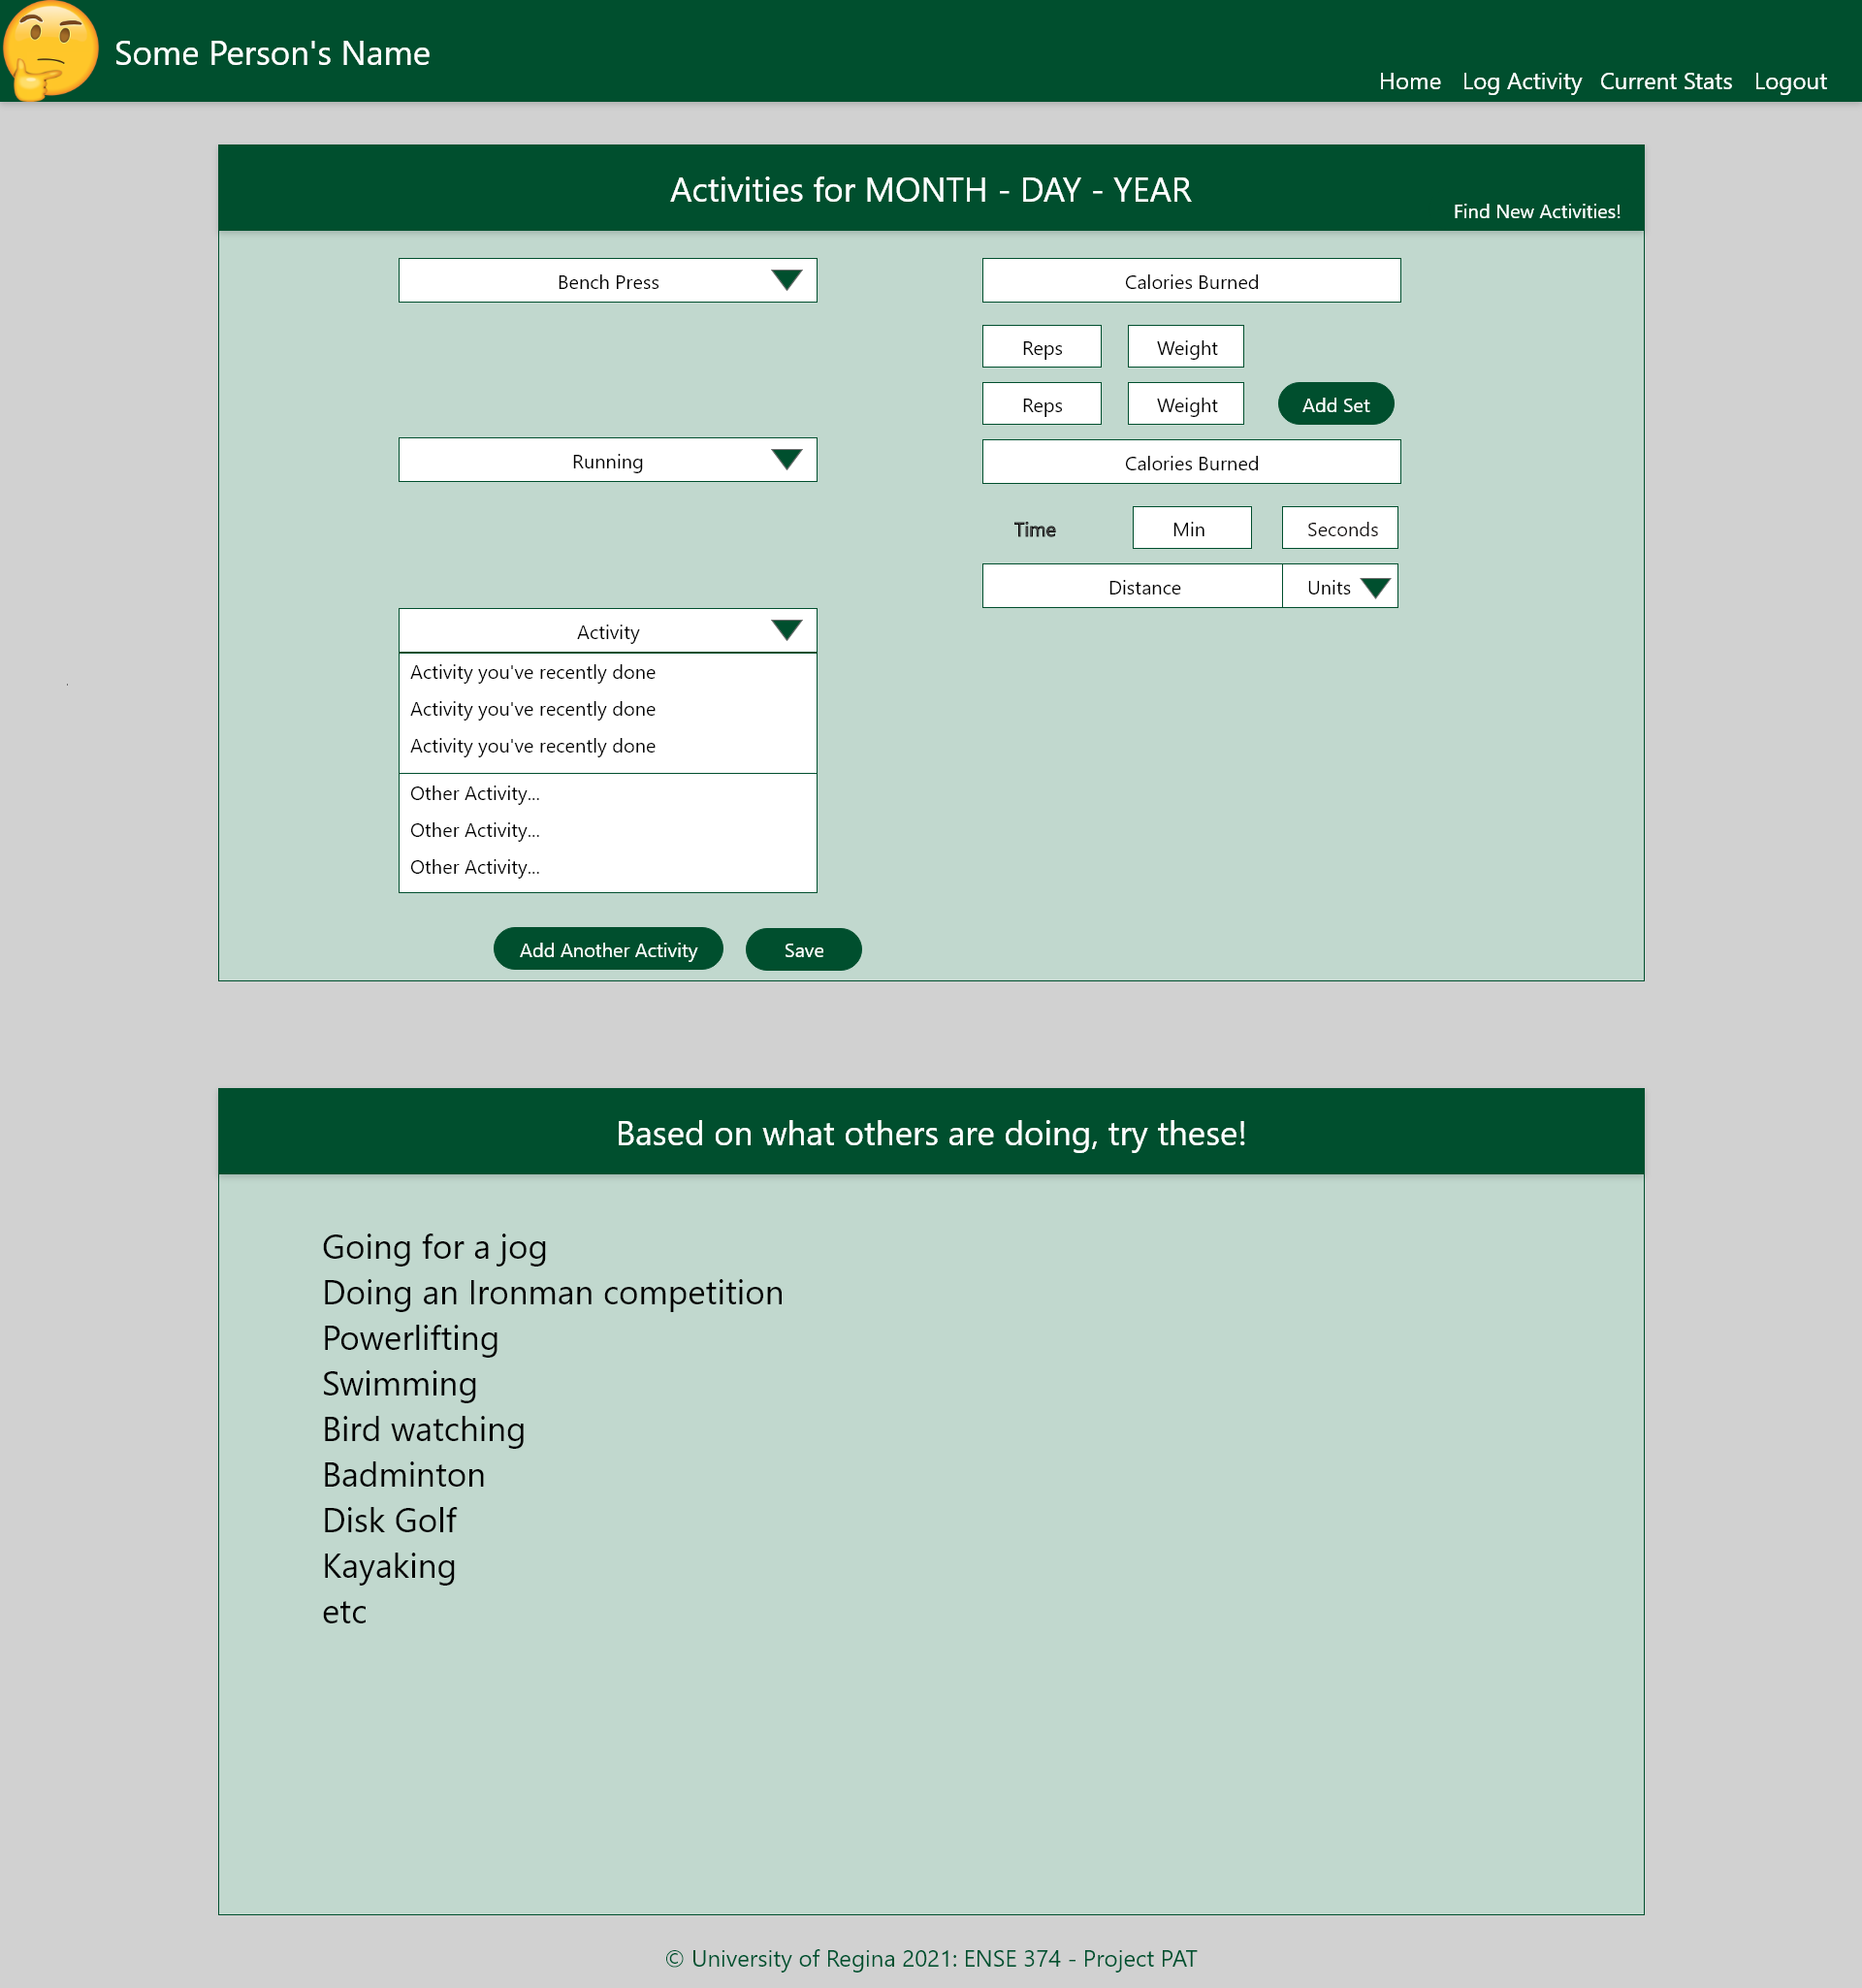 Some Person's Name
Home Log Activity Current Stats Logout
Activities for MONTH - DAY - YEAR
Find New Activities!
Bench Press
Calories Burned
Reps Weight
Reps Weight Add Set
Running
Calories Burned
Time Min Seconds
Distance Units
Activity
Activity you've recently done
Activity you've recently done
Activity you've recently done
Other Activity...
Other Activity...
Other Activity...
Add Another Activity Save
Based on what others are doing, try these!
Going for a jog
Doing an Ironman competition
Powerlifting
Swimming
Bird watching
Badminton
Disk Golf
Kayaking
etc
© University of Regina 2021: ENSE 374 - Project PAT